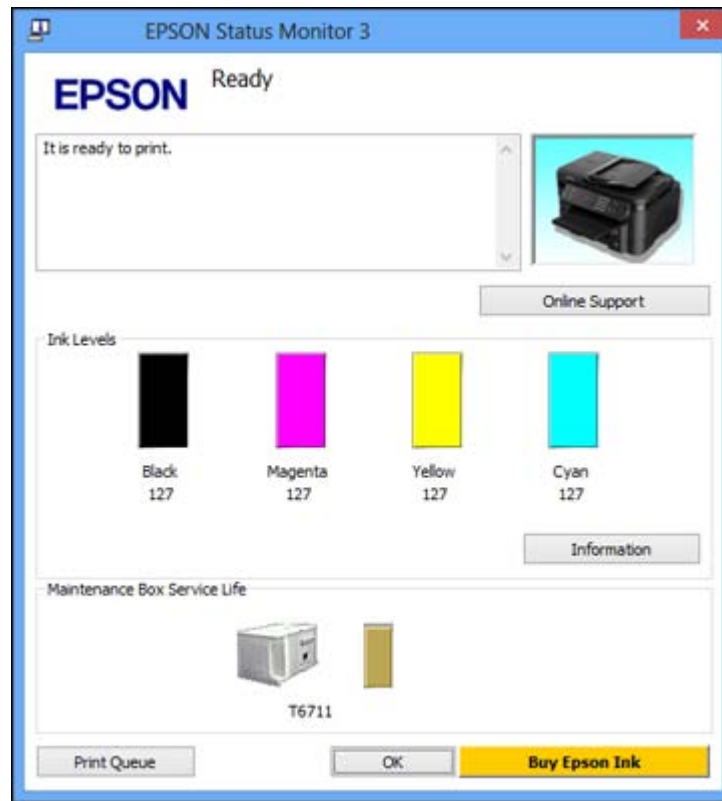 EPSON Status Monitor 3
EPSON
Ready
It is ready to print.
Online Support
Ink Levels
Black
Magenta
Yellow
Cyan
127
127
127
127
Information
Maintenance Box Service Life
T6711
Print Queue
OK
Buy Epson Ink